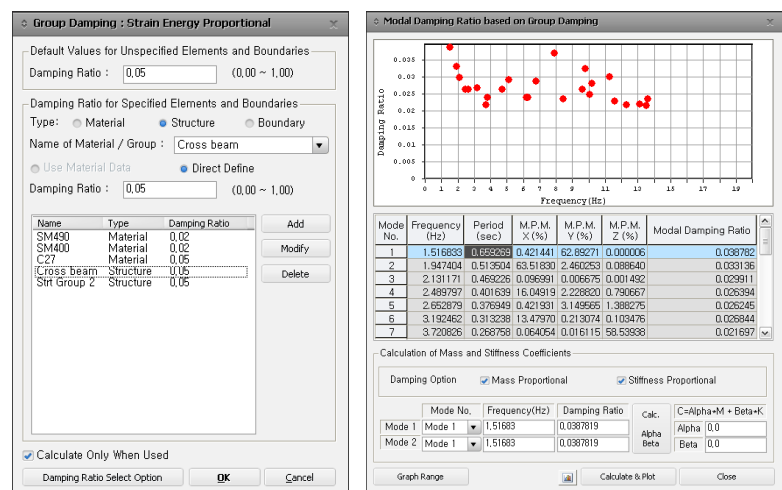 Group Damping : Strain Energy Proportional
Default Values for Unspecified Elements and Boundaries
Damping Ratio : 0,05 (0,00 ~ 1,00)
Damping Ratio for Specified Elements and Boundaries
Type: Material Structure Boundary
Name of Material / Group : Cross beam
Use Material Data Direct Define
Damping Ratio : 0,05 (0,00 ~ 1,00)
Name Type Damping Ratio
SM490 Material 0,02
SM400 Material 0,02
C27 Material 0,05
Cross beam Structure 0,05
Strt Group 2 Structure 0,05
Add
Modify
Delete
Calculate Only When Used
Damping Ratio Select Option OK Cancel
Modal Damping Ratio based on Group Damping
Damping Ratio
0.035
0.03
0.025
0.02
0.015
0.01
0.005
0
0 1 2 3 4 5 6 7 8 9 11 13 15 17 19
Frequency(Hz)
Mode No. Frequency (Hz) Period (sec) M.P.M. X (%) M.P.M. Y (%) M.P.M. Z (%) Modal Damping Ratio
1 1.516833 0.659269 0.421441 62.89271 0.000006 0.038782
2 1.947404 0.513504 63.51830 2.460253 0.088640 0.033136
3 2.131171 0.469226 0.096991 0.006675 0.001492 0.029911
4 2.489797 0.401639 16.04919 2.228820 0.790667 0.026394
5 2.652879 0.376949 0.421931 3.149565 1.388275 0.026245
6 3.192462 0.313238 13.47970 0.213074 0.103476 0.026844
7 3.720826 0.268758 0.064054 0.016115 58.53938 0.021697
Calculation of Mass and Stiffness Coefficients
Damping Option Mass Proportional Stiffness Proportional
Mode No, Frequency(Hz) Damping Ratio
Mode 1 Mode 1 1,51683 0,0387819
Mode 2 Mode 1 1,51683 0,0387819
Calc,
Alpha
Beta
C=Alpha*M + Beta*K
Alpha 0,0
Beta 0,0
Graph Range Calculate & Plot Close